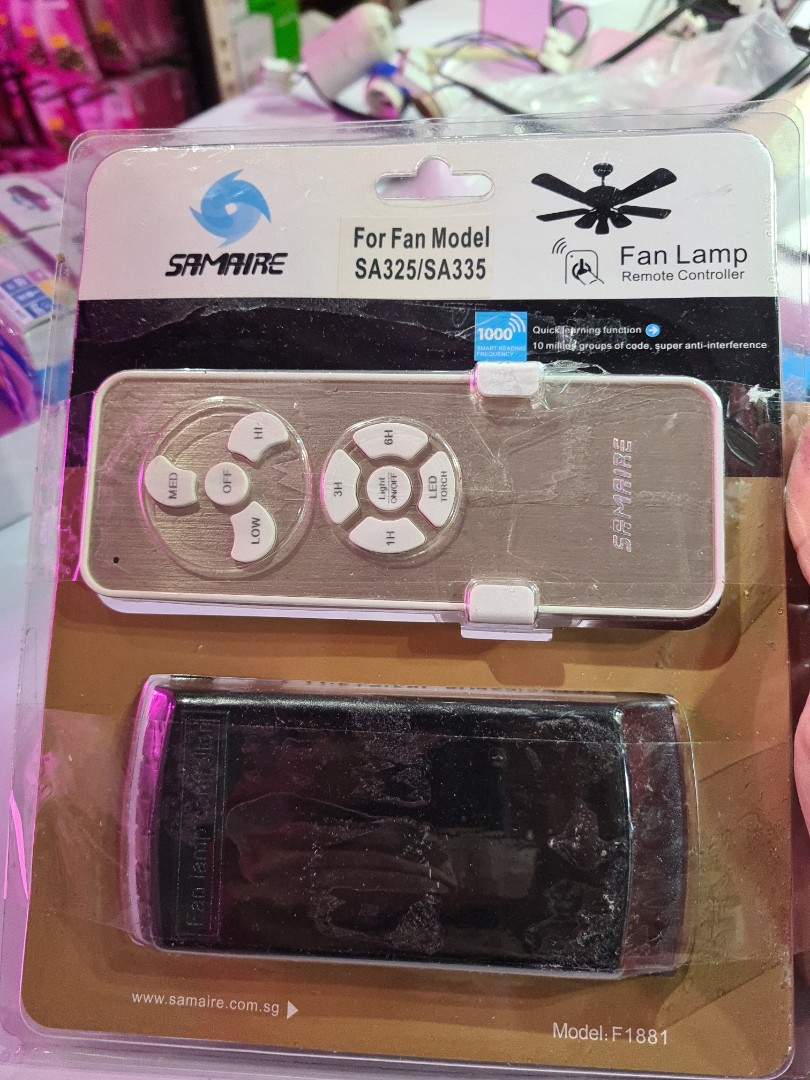 SAMAIRE
For Fan Model
SA325/SA335
Fan Lamp
Remote Controller
1000
SMART READING
FREQUENCY
Quick learning function
10 million groups of code, super anti-interference
HI
MED
OFF
LOW
6H
3H
Light
ON/OFF
LED
TORCH
1H
SAMAIRE
Fan lamp
www.samaire.com.sg
Model: F1881